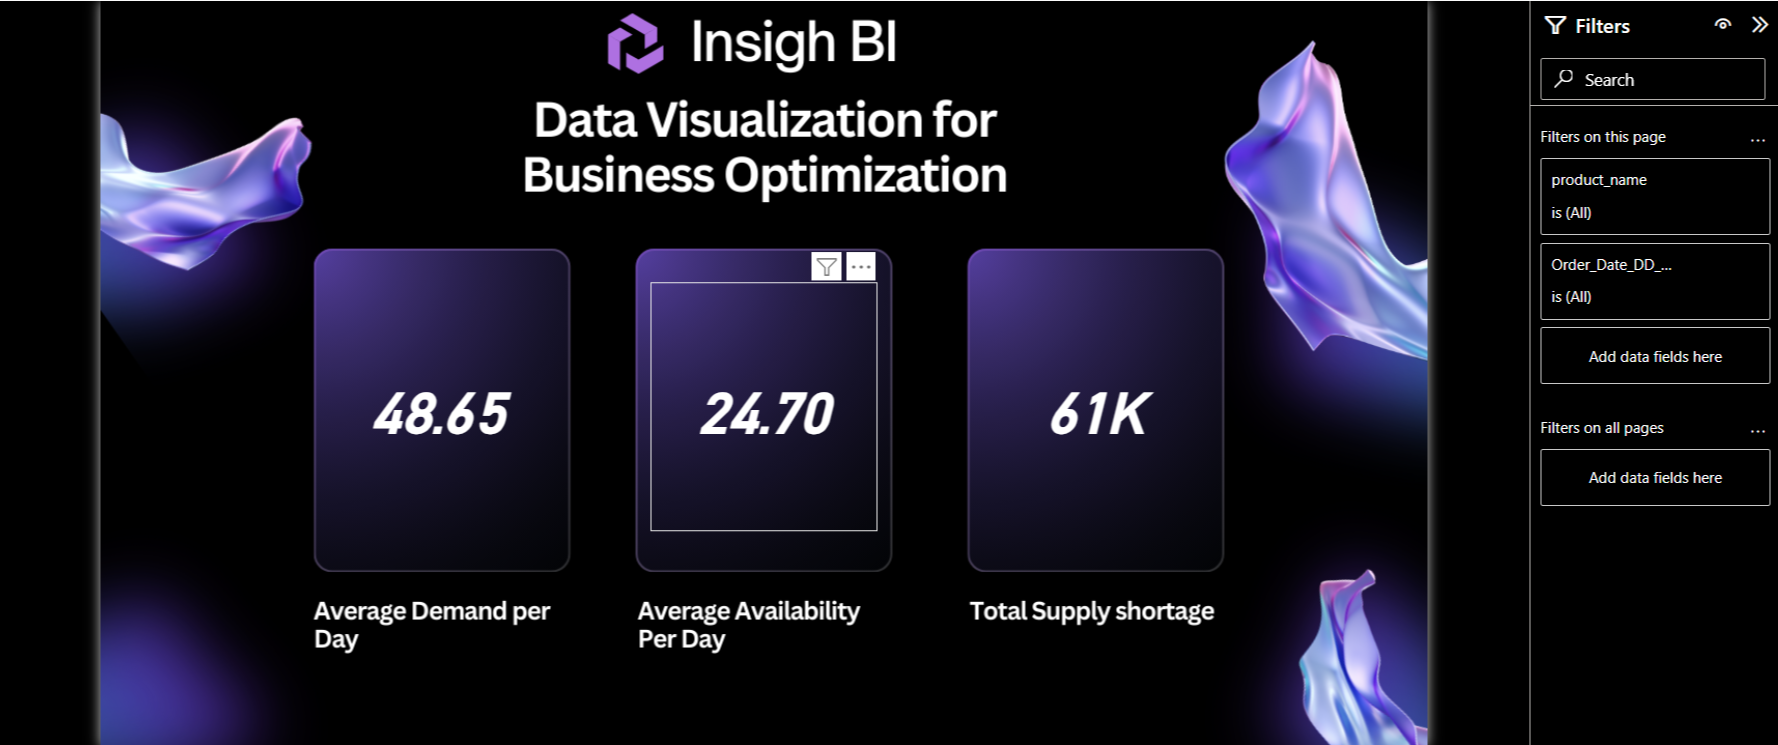 Insigh BI
Data Visualization for
Business Optimization
48.65
24.70
61K
Average Demand per
Day
Average Availability
Per Day
Total Supply shortage
Filters
Search
Filters on this page
...
product_name
is (All)
Order_Date_DD_...
is (All)
Add data fields here
Filters on all pages
...
Add data fields here